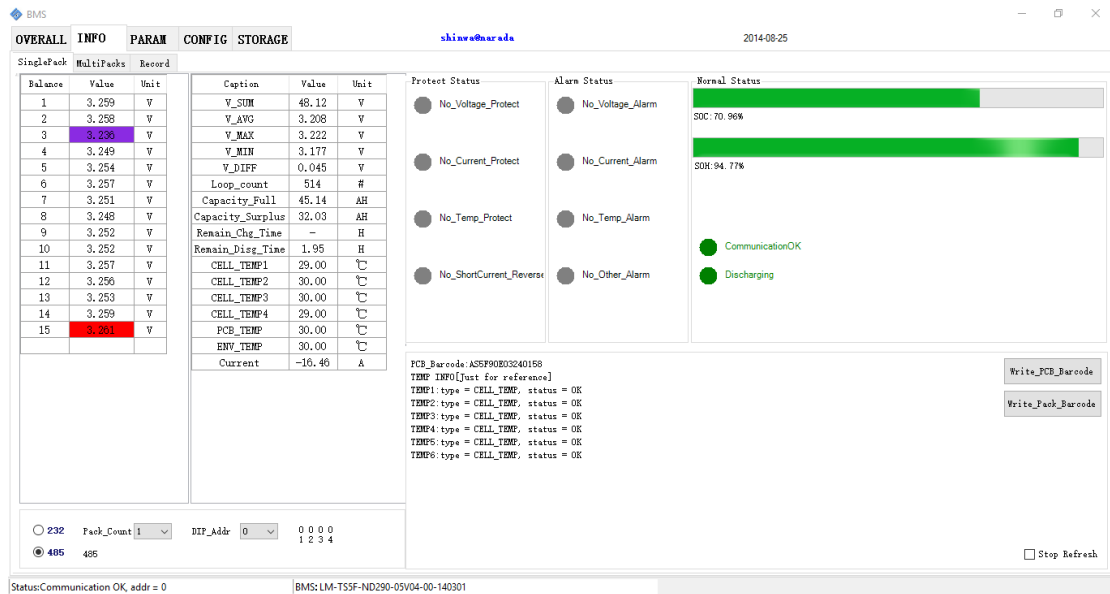 BMS
OVERALL INFO PARAM CONFIG STORAGE shinwa@narada 2014-08-25
SinglePack MultiPacks Record
Balance Value Unit
1 3.259 V
2 3.258 V
3 3.236 V
4 3.249 V
5 3.254 V
6 3.257 V
7 3.251 V
8 3.248 V
9 3.252 V
10 3.252 V
11 3.257 V
12 3.256 V
13 3.253 V
14 3.259 V
15 3.261 V
Caption Value Unit
V_SUM 48.12 V
V_AVG 3.208 V
V_MAX 3.222 V
V_MIN 3.177 V
V_DIFF 0.045 V
Loop_count 514 #
Capacity_Full 45.14 AH
Capacity_Surplus 32.03 AH
Remain_Chg_Time - H
Remain_Disg_Time 1.95 H
CELL_TEMP1 29.00 ℃
CELL_TEMP2 30.00 ℃
CELL_TEMP3 30.00 ℃
CELL_TEMP4 29.00 ℃
PCB_TEMP 30.00 ℃
ENV_TEMP 30.00 ℃
Current -16.46 A
Protect Status
No_Voltage_Protect
No_Current_Protect
No_Temp_Protect
No_ShortCurrent_Reverse
Alarm Status
No_Voltage_Alarm
No_Current_Alarm
No_Temp_Alarm
No_Other_Alarm
Normal Status
SOC:70.96%
SOH:94.77%
CommunicationOK
Discharging
PCB_Barcode:AS5F90E03240158
TEMP INFO[Just for reference]
TEMP1:type = CELL_TEMP, status = OK
TEMP2:type = CELL_TEMP, status = OK
TEMP3:type = CELL_TEMP, status = OK
TEMP4:type = CELL_TEMP, status = OK
TEMP5:type = CELL_TEMP, status = OK
TEMP6:type = CELL_TEMP, status = OK
Write_PCB_Barcode
Write_Pack_Barcode
232 Pack_Count 1 DIP_Addr 0 0 0 0 0
1 2 3 4
485 485
Stop Refresh
Status:Communication OK, addr = 0 BMS: LM-TS5F-ND290-05V04-00-140301